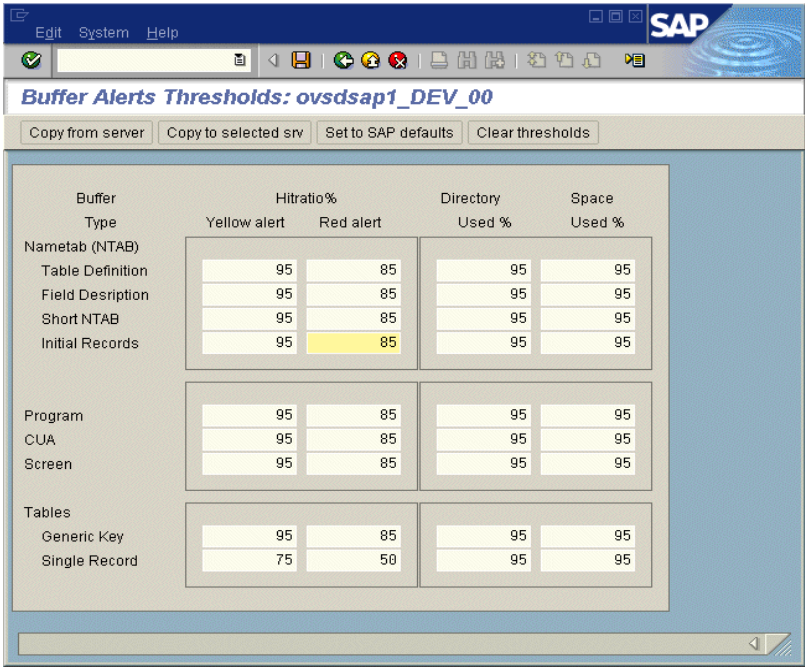 Edit System Help
SAP
Buffer Alerts Thresholds: ovsdsap1_DEV_00
Copy from server Copy to selected srv Set to SAP defaults Clear thresholds
Buffer Hitratio% Directory Space
Type Yellow alert Red alert Used % Used %
Nametab (NTAB)
Table Definition 95 85 95 95
Field Desription 95 85 95 95
Short NTAB 95 85 95 95
Initial Records 95 85 95 95
Program 95 85 95 95
CUA 95 85 95 95
Screen 95 85 95 95
Tables
Generic Key 95 85 95 95
Single Record 75 50 95 95